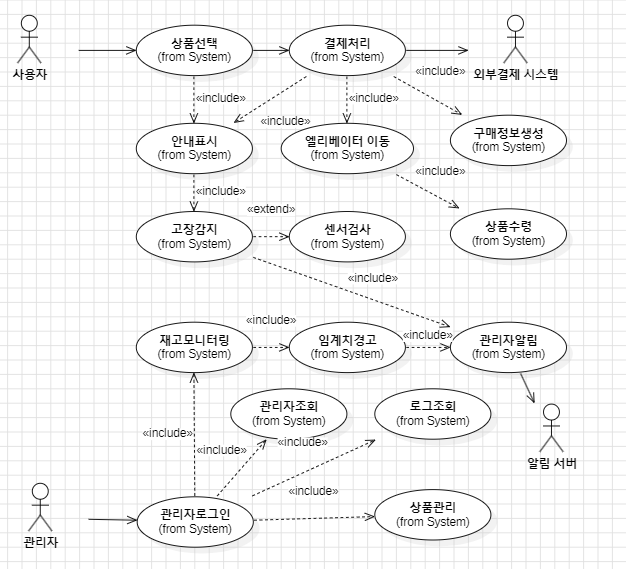 상품선택
(from System)
결제처리
(from System)
사용자
«include»
외부결제 시스템
«include»
«include»
«include»
안내표시
(from System)
엘리베이터 이동
(from System)
구매정보생성
(from System)
«include»
«include»
«extend»
고장감지
(from System)
센서검사
(from System)
상품수령
(from System)
«include»
«include»
재고모니터링
(from System)
임계치경고
(from System)
«include»
관리자알림
(from System)
관리자조회
(from System)
로그조회
(from System)
«include»
«include»
«include»
알림 서버
«include»
관리자로그인
(from System)
상품관리
(from System)
관리자